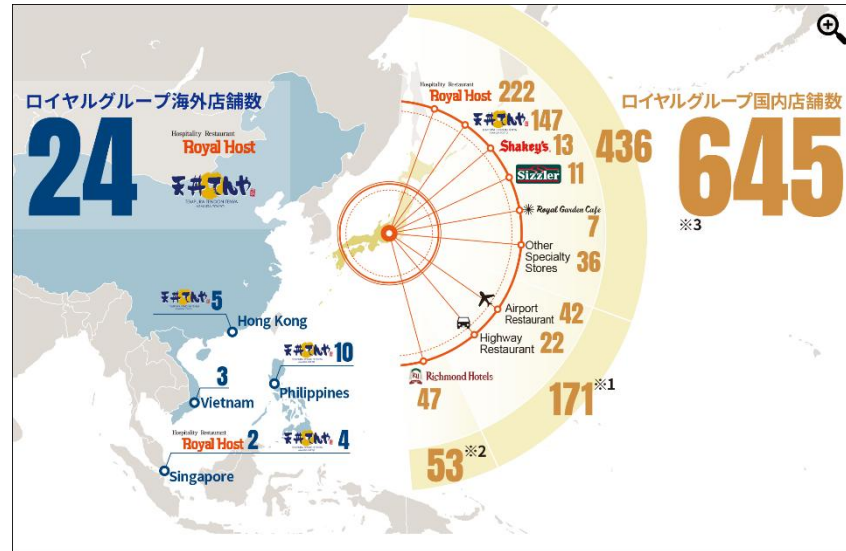 ロイヤルグループ海外店舗数
24
Hospitality Restaurant
Royal Host
天丼てんや
Hospitality Restaurant
Royal Host 222
天丼てんや 147
Shakey's 13
Sizzler 11
Royal Garden Cafe
7
Other
Specialty
Stores 36
Airport
Restaurant 42
Highway
Restaurant 22
Richmond Hotels
47
436
171※1
53※2
ロイヤルグループ国内店舗数
645
※3
天丼てんや 5
Hong Kong
天丼てんや 10
Philippines
3
Vietnam
Hospitality Restaurant
Royal Host 2
天丼てんや 4
Singapore